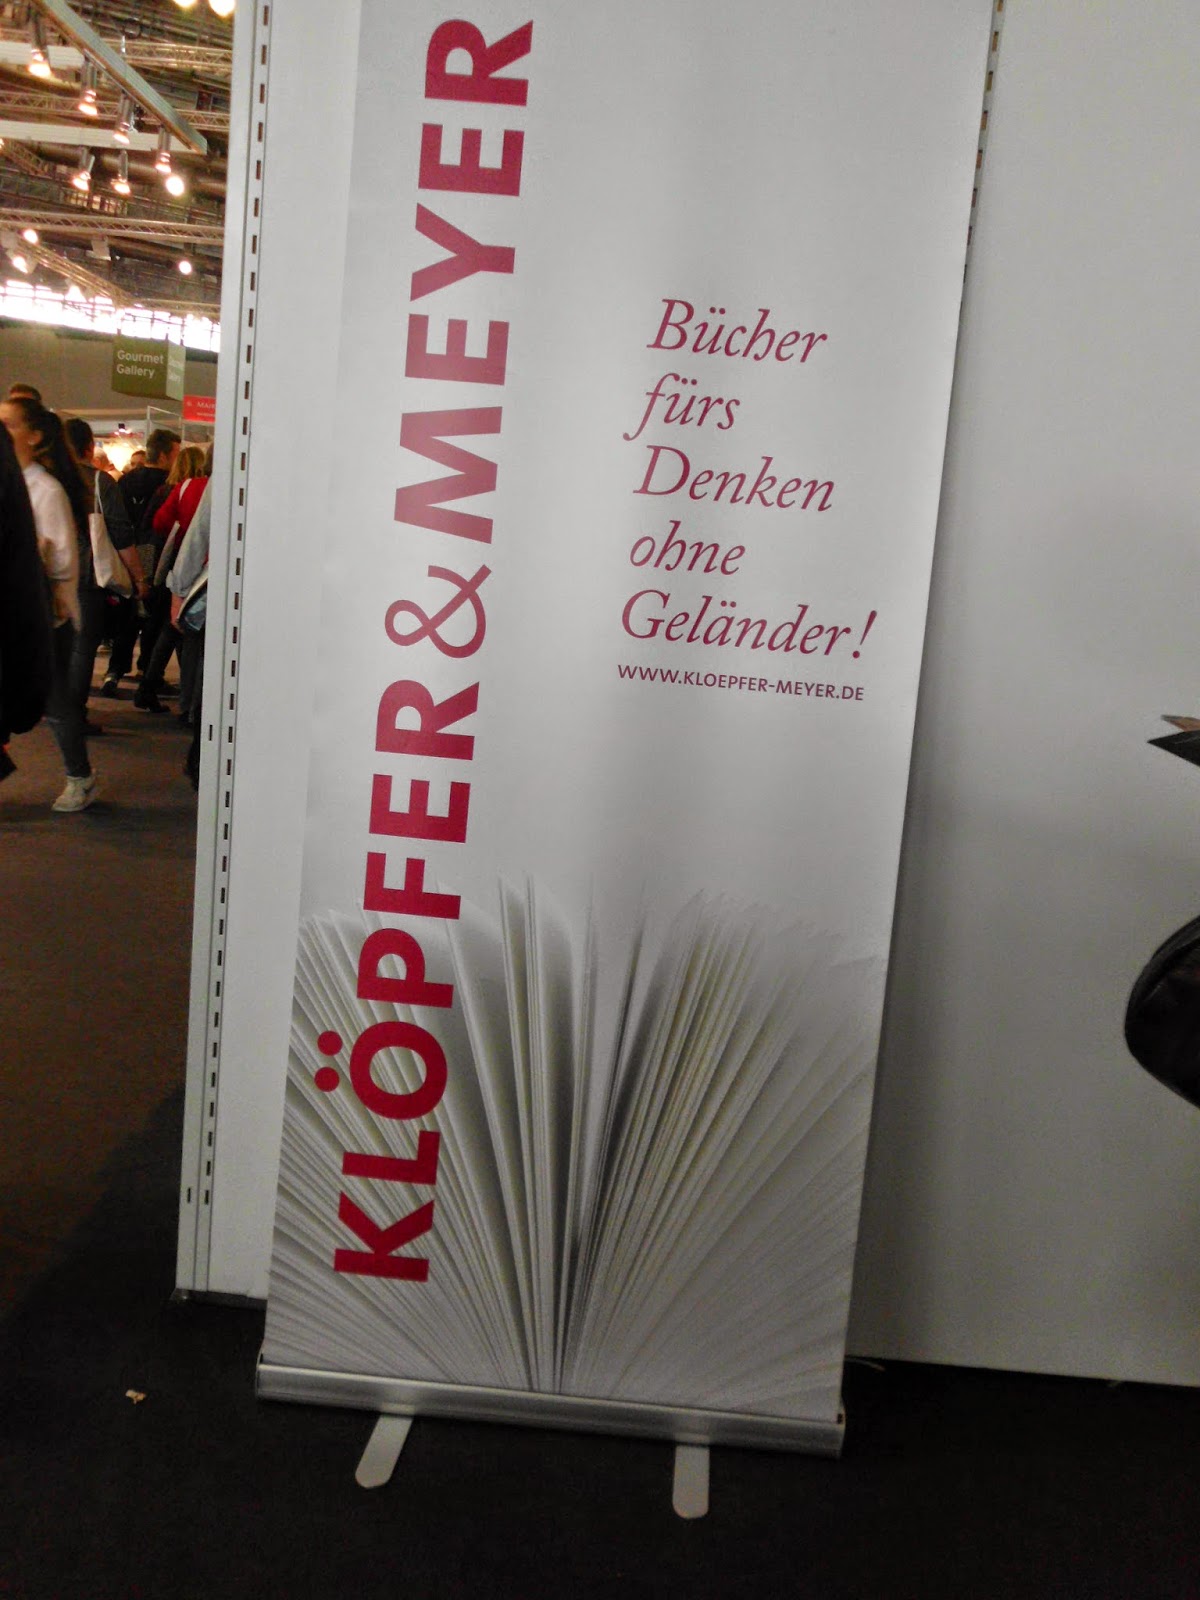 KLÖPFER & MEYER
Bücher
fürs
Denken
ohne
Geländer!
WWW.KLOEPFER-MEYER.DE
Gourmet
Gallery